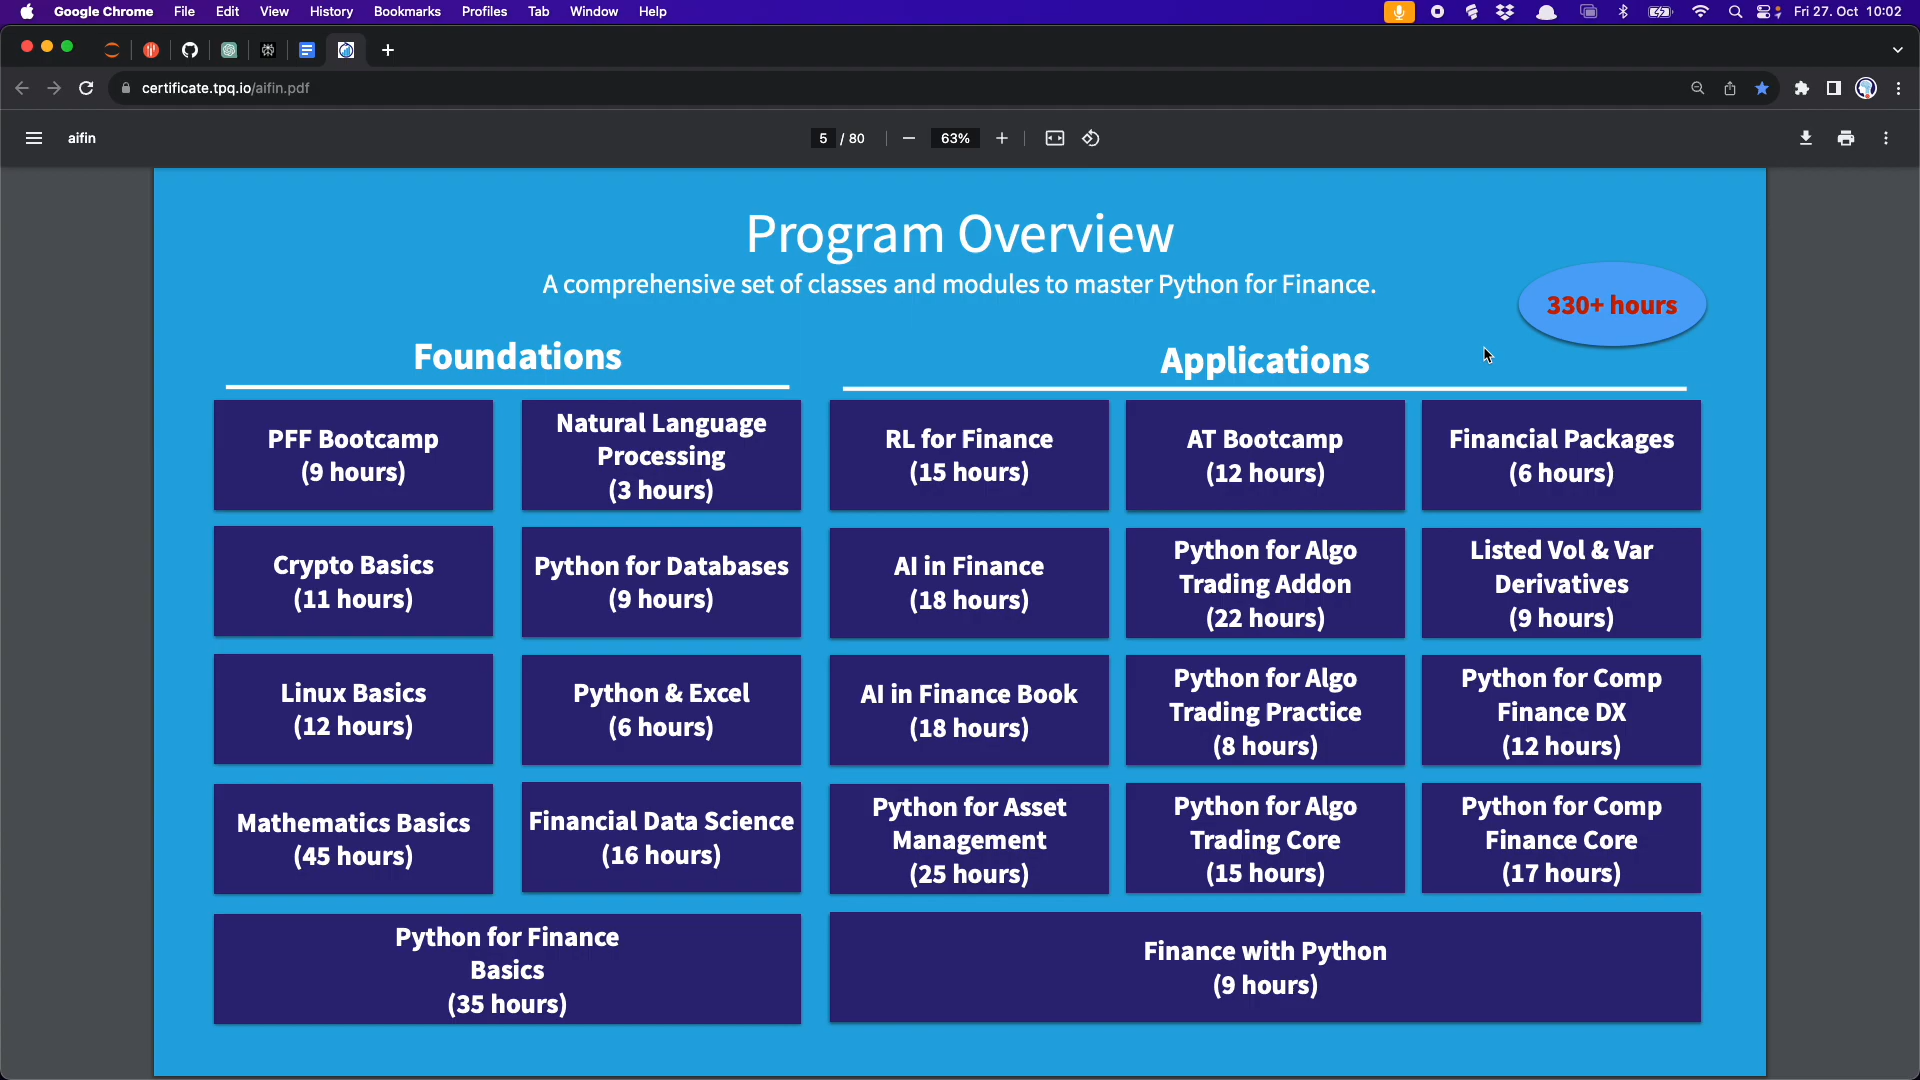 Google Chrome File Edit View History Bookmarks Profiles Tab Window Help Fri 27. Oct 10:02
certificate.tpq.io/aifin.pdf
aifin 5 / 80 63%
Program Overview
A comprehensive set of classes and modules to master Python for Finance.
330+ hours
Foundations
PFF Bootcamp
(9 hours)
Natural Language
Processing
(3 hours)
Crypto Basics
(11 hours)
Python for Databases
(9 hours)
Linux Basics
(12 hours)
Python & Excel
(6 hours)
Mathematics Basics
(45 hours)
Financial Data Science
(16 hours)
Python for Finance
Basics
(35 hours)
Applications
RL for Finance
(15 hours)
AT Bootcamp
(12 hours)
Financial Packages
(6 hours)
AI in Finance
(18 hours)
Python for Algo
Trading Addon
(22 hours)
Listed Vol & Var
Derivatives
(9 hours)
AI in Finance Book
(18 hours)
Python for Algo
Trading Practice
(8 hours)
Python for Comp
Finance DX
(12 hours)
Python for Asset
Management
(25 hours)
Python for Algo
Trading Core
(15 hours)
Python for Comp
Finance Core
(17 hours)
Finance with Python
(9 hours)